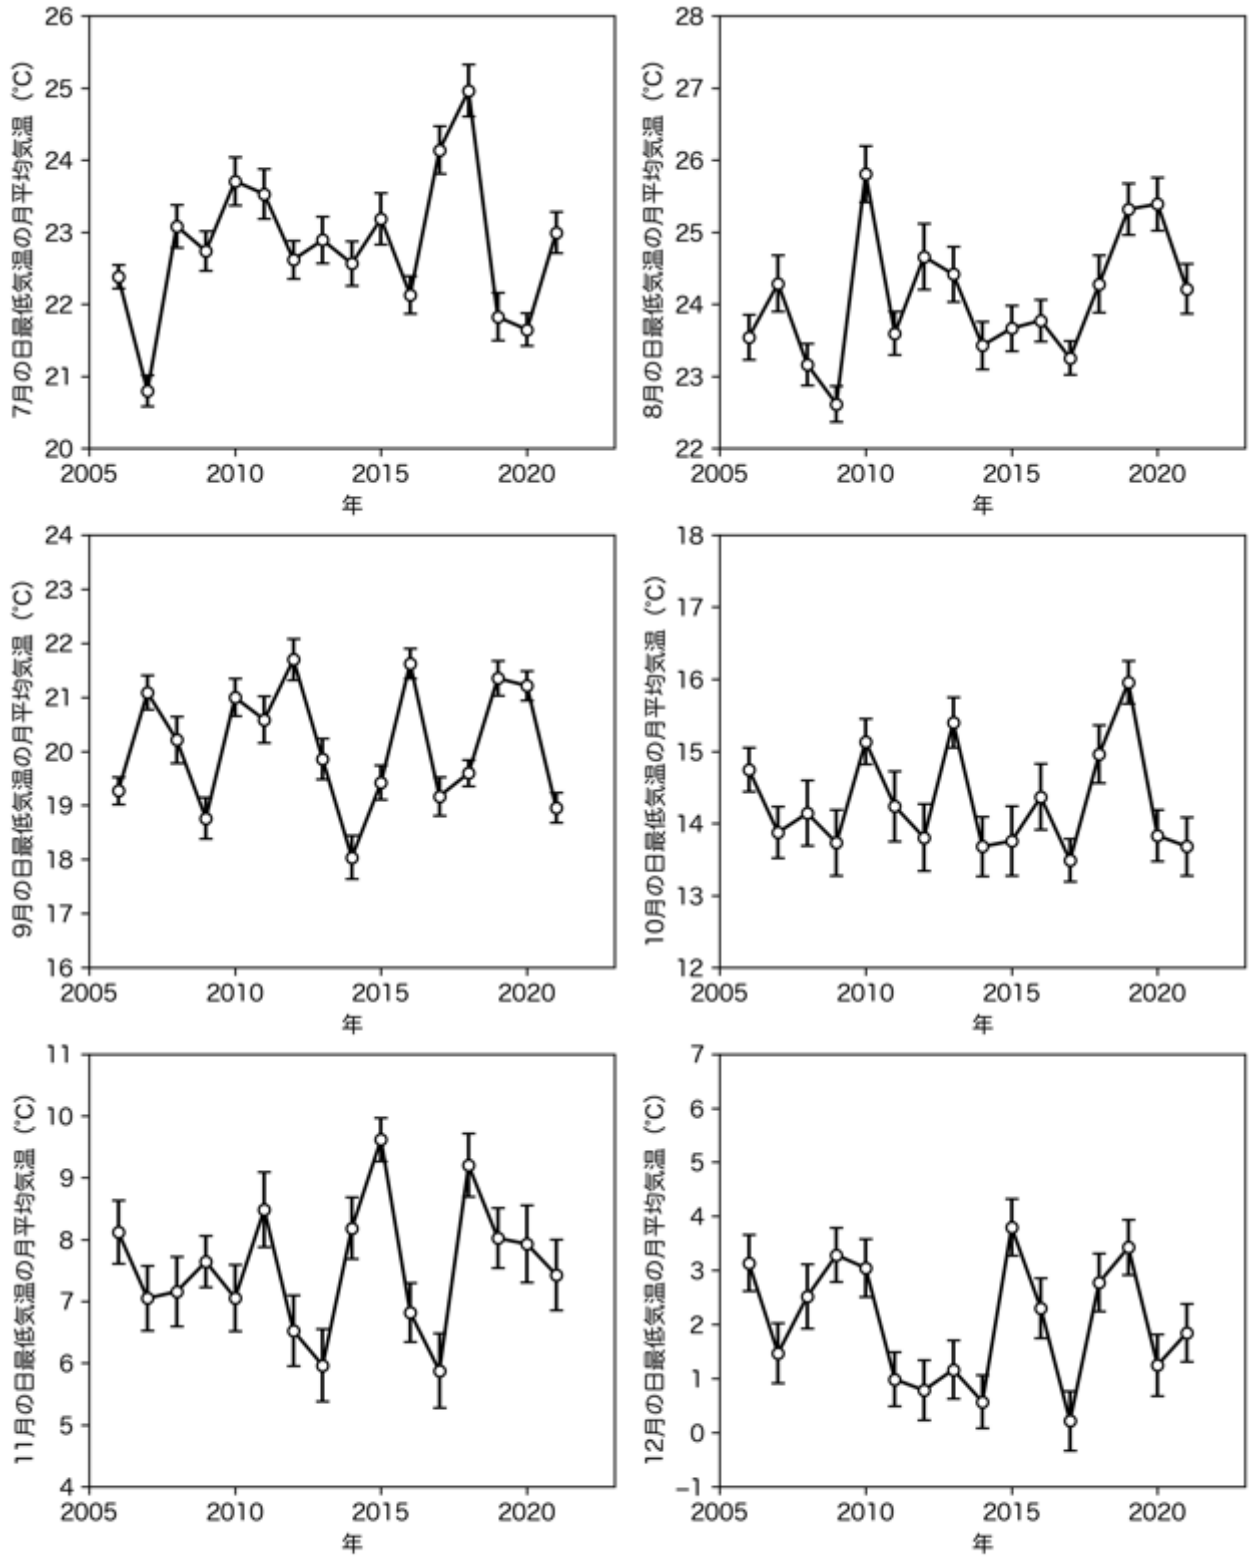 26
25
24
23
22
21
20
7月の日最低気温の月平均気温（℃）
2005 2010 2015 2020
年
28
27
26
25
24
23
22
8月の日最低気温の月平均気温（℃）
2005 2010 2015 2020
年
24
23
22
21
20
19
18
17
16
9月の日最低気温の月平均気温（℃）
2005 2010 2015 2020
年
18
17
16
15
14
13
12
10月の日最低気温の月平均気温（℃）
2005 2010 2015 2020
年
11
10
9
8
7
6
5
4
11月の日最低気温の月平均気温（℃）
2005 2010 2015 2020
年
7
6
5
4
3
2
1
0
−1
12月の日最低気温の月平均気温（℃）
2005 2010 2015 2020
年